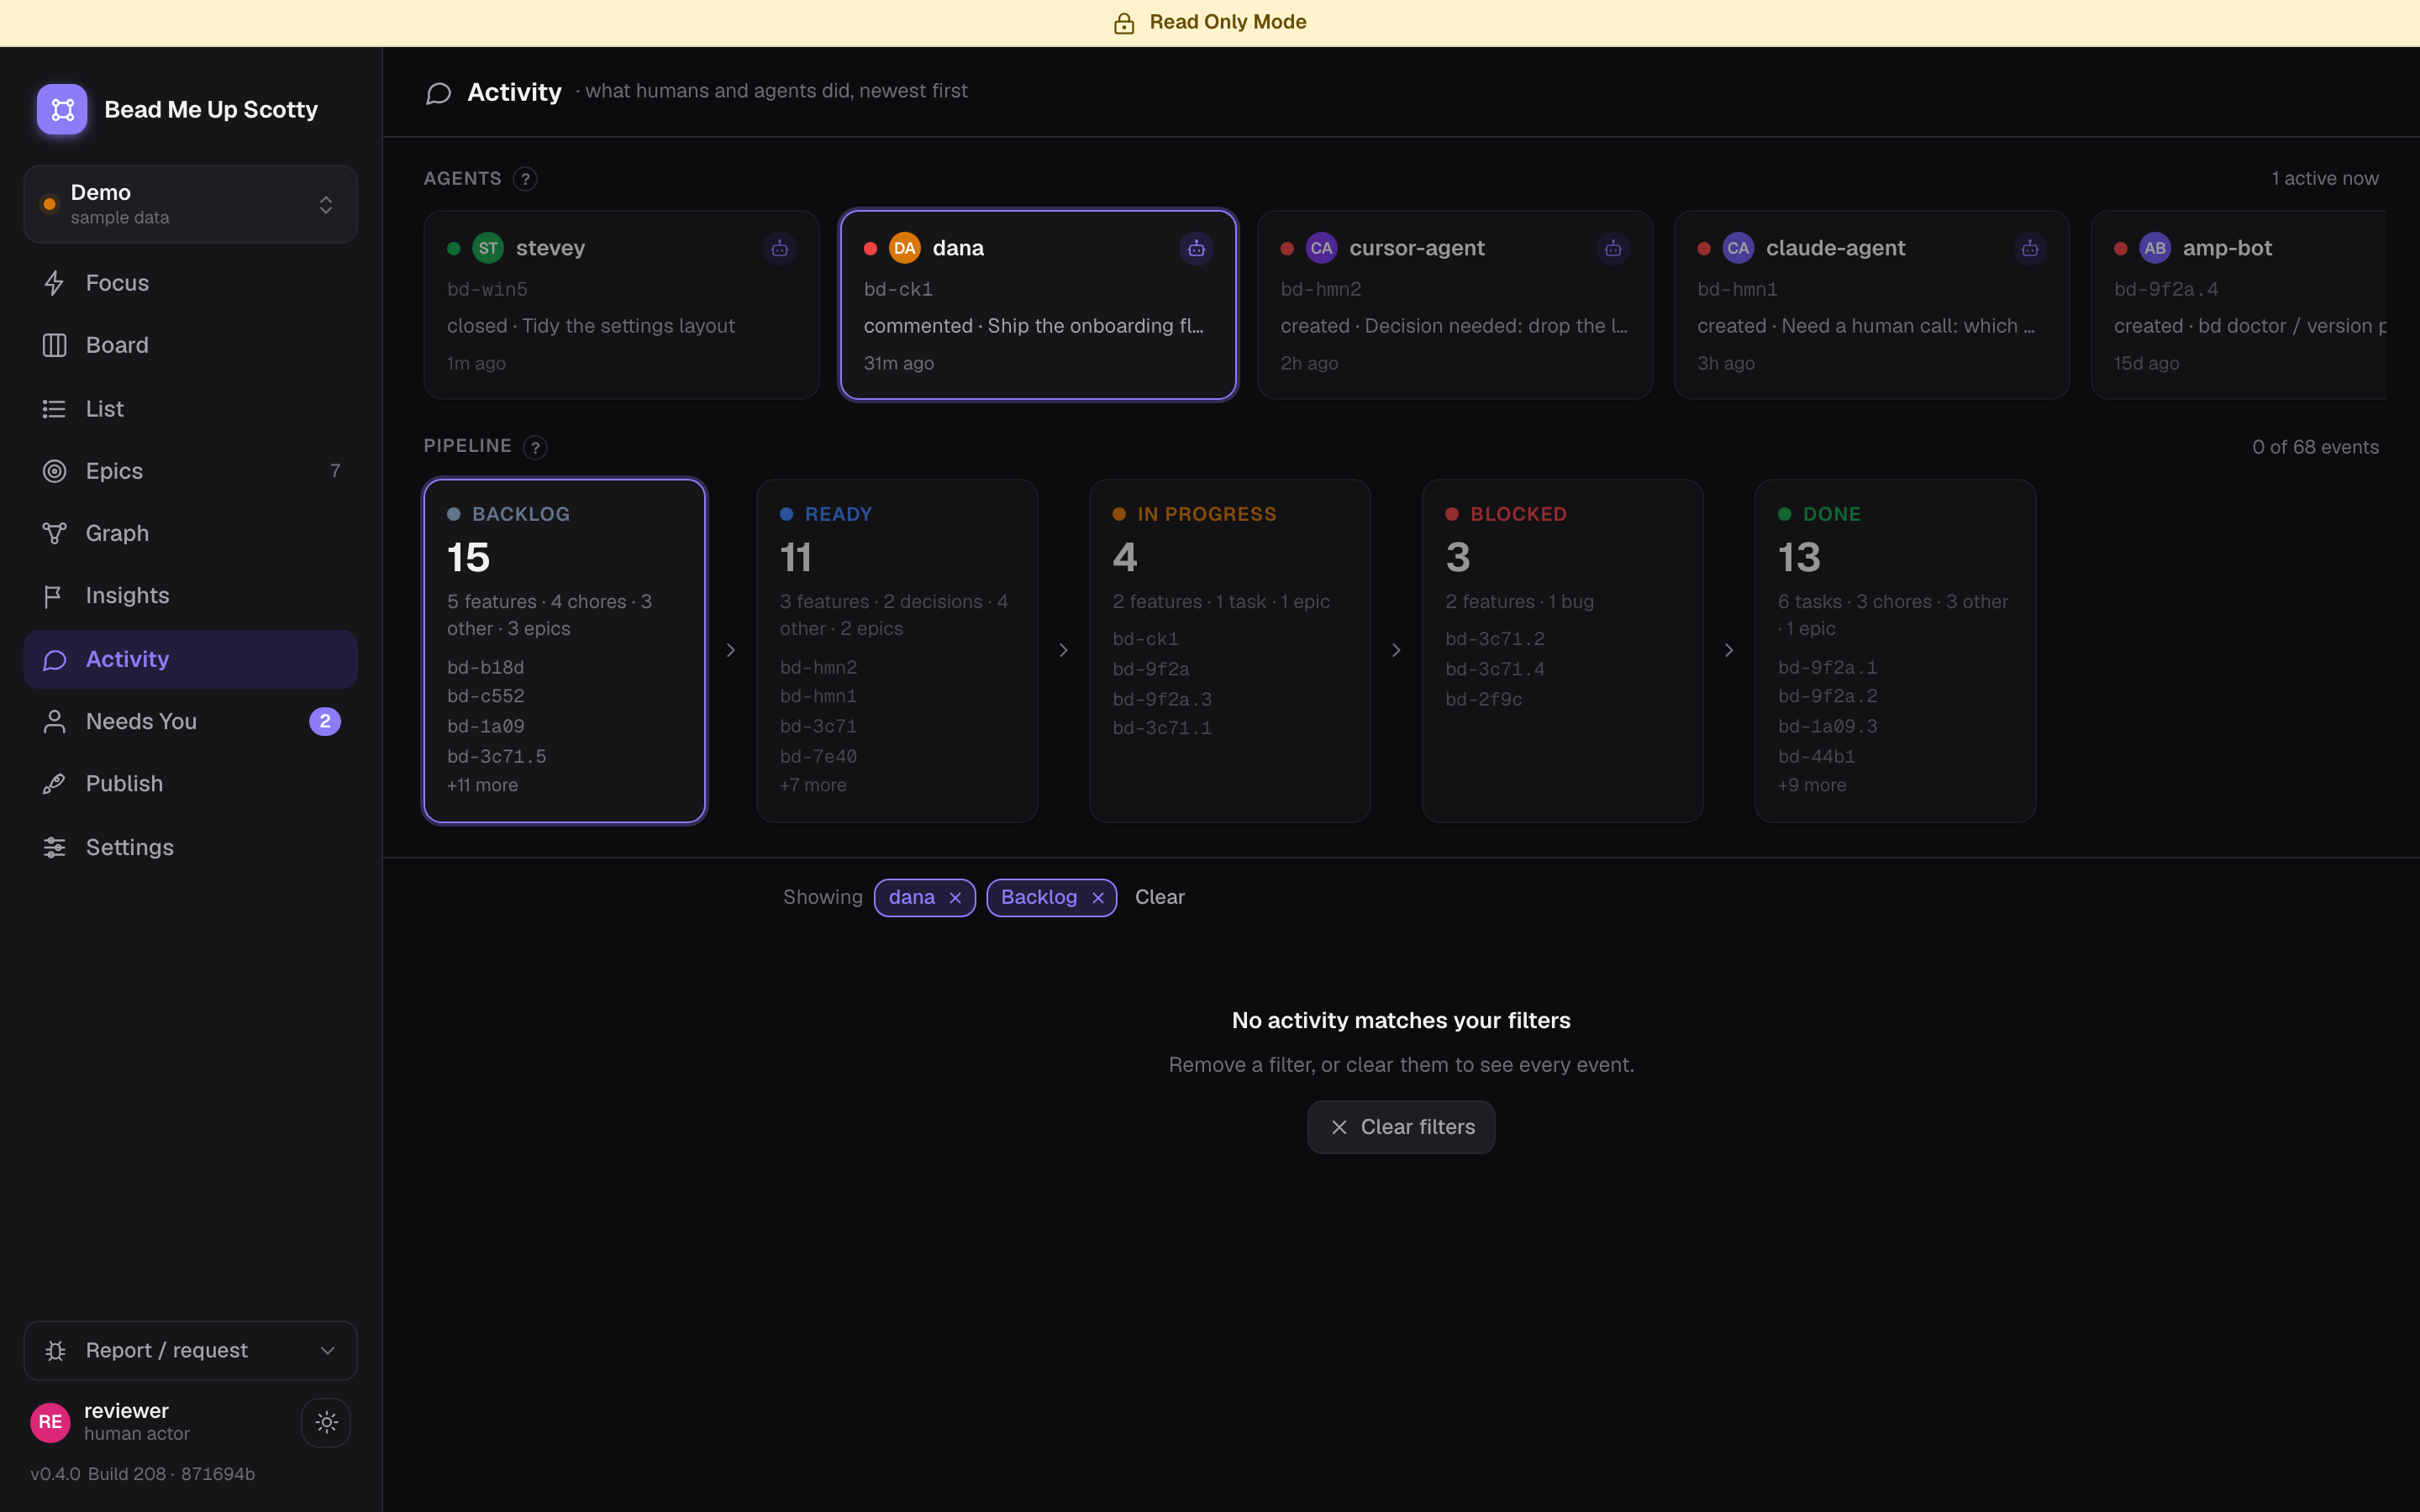 Read Only Mode
Bead Me Up Scotty
Demo
sample data
Focus
Board
List
Epics 7
Graph
Insights
Activity
Needs You 2
Publish
Settings
Report / request
RE reviewer
human actor
v0.4.0 Build 208 · 871694b
Activity · what humans and agents did, newest first
AGENTS ? 1 active now
ST stevey
bd-win5
closed · Tidy the settings layout
1m ago
DA dana
bd-ck1
commented · Ship the onboarding fl…
31m ago
CA cursor-agent
bd-hmn2
created · Decision needed: drop the l…
2h ago
CA claude-agent
bd-hmn1
created · Need a human call: which …
3h ago
AB amp-bot
bd-9f2a.4
created · bd doctor / version p
15d ago
PIPELINE ? 0 of 68 events
BACKLOG
15
5 features · 4 chores · 3
other · 3 epics
bd-b18d
bd-c552
bd-1a09
bd-3c71.5
+11 more
READY
11
3 features · 2 decisions · 4
other · 2 epics
bd-hmn2
bd-hmn1
bd-3c71
bd-7e40
+7 more
IN PROGRESS
4
2 features · 1 task · 1 epic
bd-ck1
bd-9f2a
bd-9f2a.3
bd-3c71.1
BLOCKED
3
2 features · 1 bug
bd-3c71.2
bd-3c71.4
bd-2f9c
DONE
13
6 tasks · 3 chores · 3 other
· 1 epic
bd-9f2a.1
bd-9f2a.2
bd-1a09.3
bd-44b1
+9 more
Showing dana Backlog Clear
No activity matches your filters
Remove a filter, or clear them to see every event.
Clear filters